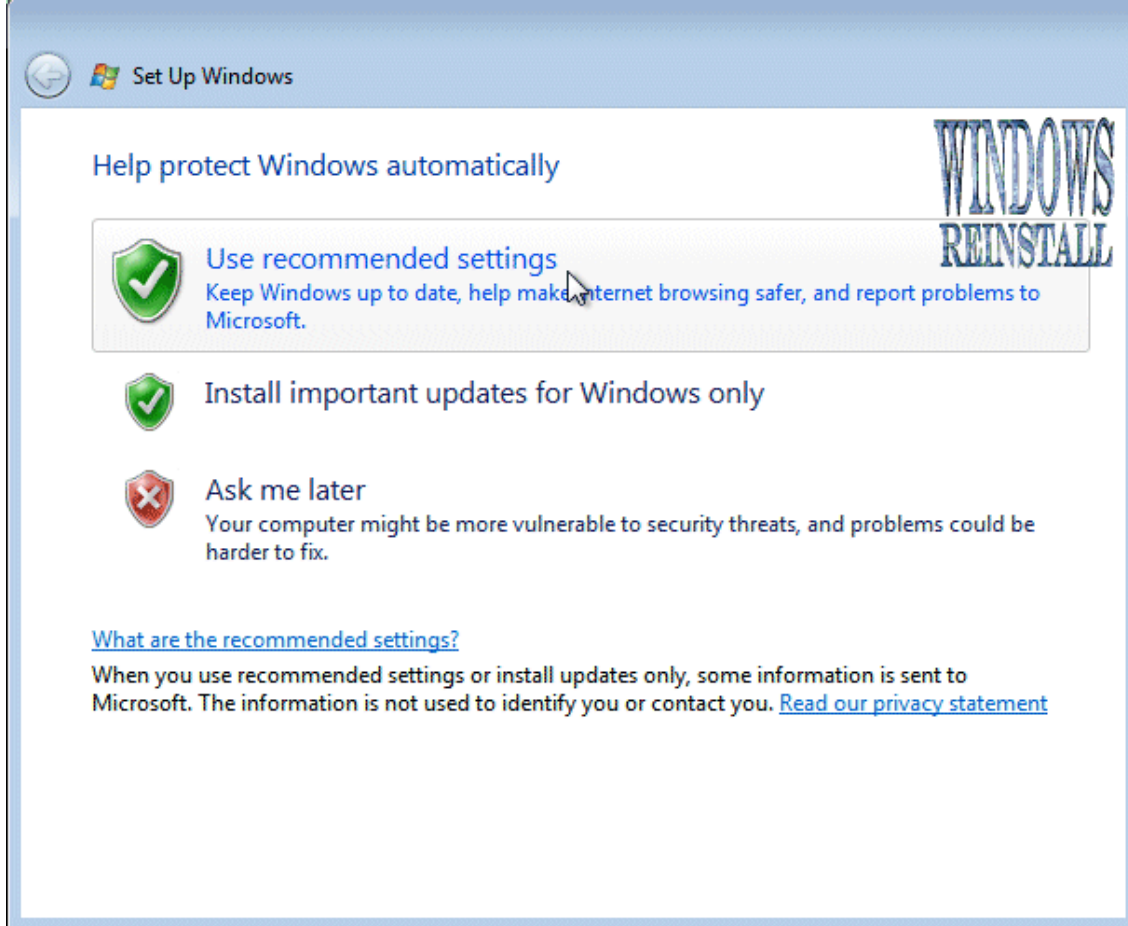 Set Up Windows
WINDOWS
REINSTALL
Help protect Windows automatically
Use recommended settings
Keep Windows up to date, help make internet browsing safer, and report problems to
Microsoft.
Install important updates for Windows only
Ask me later
Your computer might be more vulnerable to security threats, and problems could be
harder to fix.
What are the recommended settings?
When you use recommended settings or install updates only, some information is sent to
Microsoft. The information is not used to identify you or contact you. Read our privacy statement